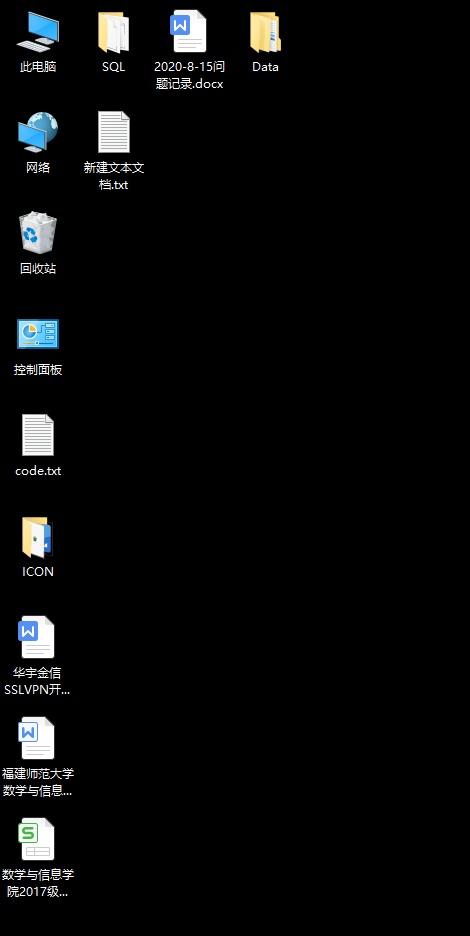 此电脑
SQL
2020-8-15问
题记录.docx
Data
网络
新建文本文
档.txt
回收站
控制面板
code.txt
ICON
华宇金信
SSLVPN开...
福建师范大学
数学与信息...
数学与信息学
院2017级...